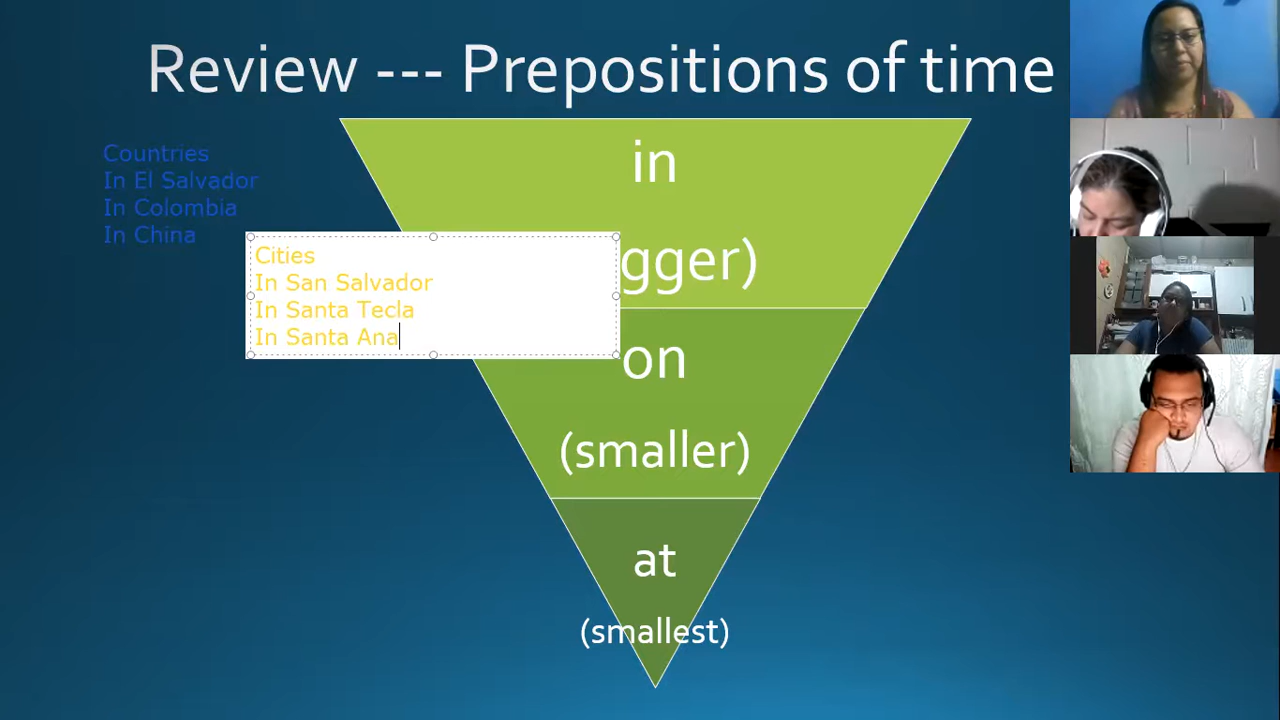 Review --- Prepositions of time
Countries
In El Salvador
In Colombia
In China
Cities
In San Salvador
In Santa Tecla
In Santa Ana
in
gger)
on
(smaller)
at
(smallest)